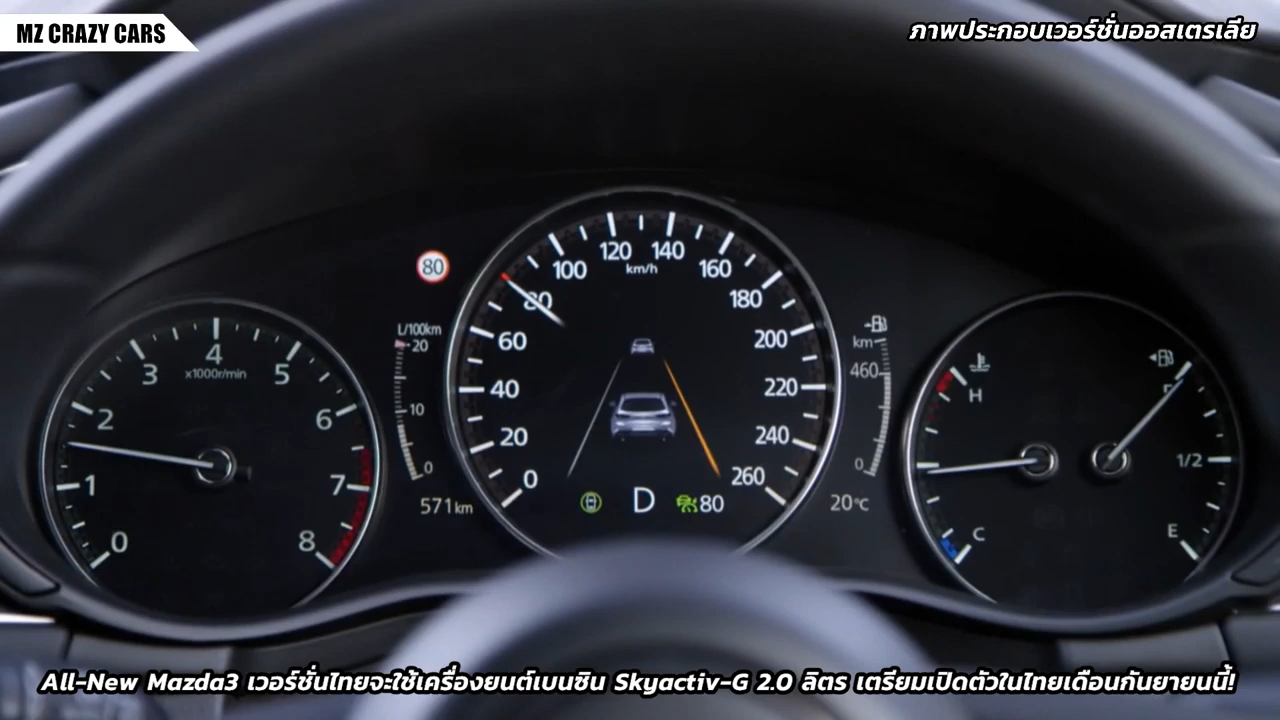 MZ CRAZY CARS
ภาพประกอบเวอร์ชั่นออสเตรเลีย
80
120 140
100 km/h 160
80 180
60 200
40 220
20 240
0 260
4
3 x1000r/min 5
2 6
1 7
0 8
L/100km
20
10
0
571km
D
80
km
460
0
20°C
H
C
1/2
E
All-New Mazda3 เวอร์ชั่นไทยจะใช้เครื่องยนต์เบนซิน Skyactiv-G 2.0 ลิตร เตรียมเปิดตัวในไทยเดือนกันยายนนี้!